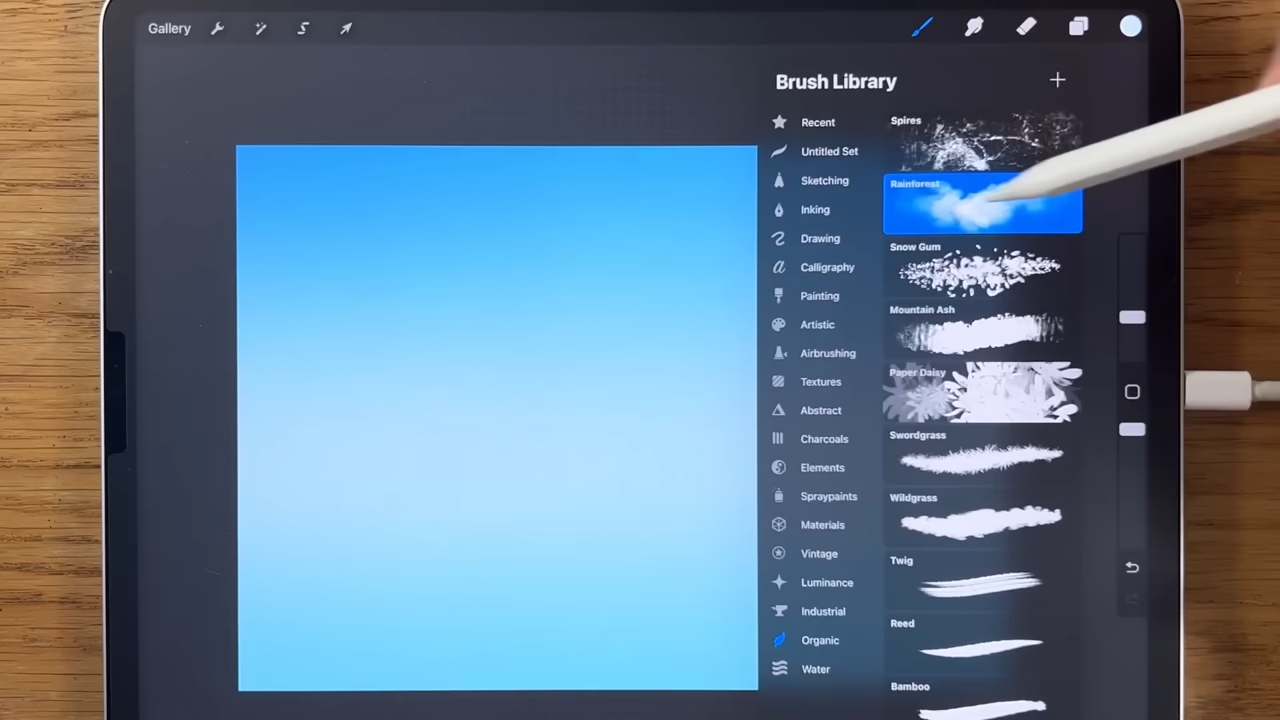 Gallery
Brush Library
Recent
Untitled Set
Sketching
Inking
Drawing
Calligraphy
Painting
Artistic
Airbrushing
Textures
Abstract
Charcoals
Elements
Spraypaints
Materials
Vintage
Luminance
Industrial
Organic
Water
Spires
Rainforest
Snow Gum
Mountain Ash
Paper Daisy
Swordgrass
Wildgrass
Twig
Reed
Bamboo